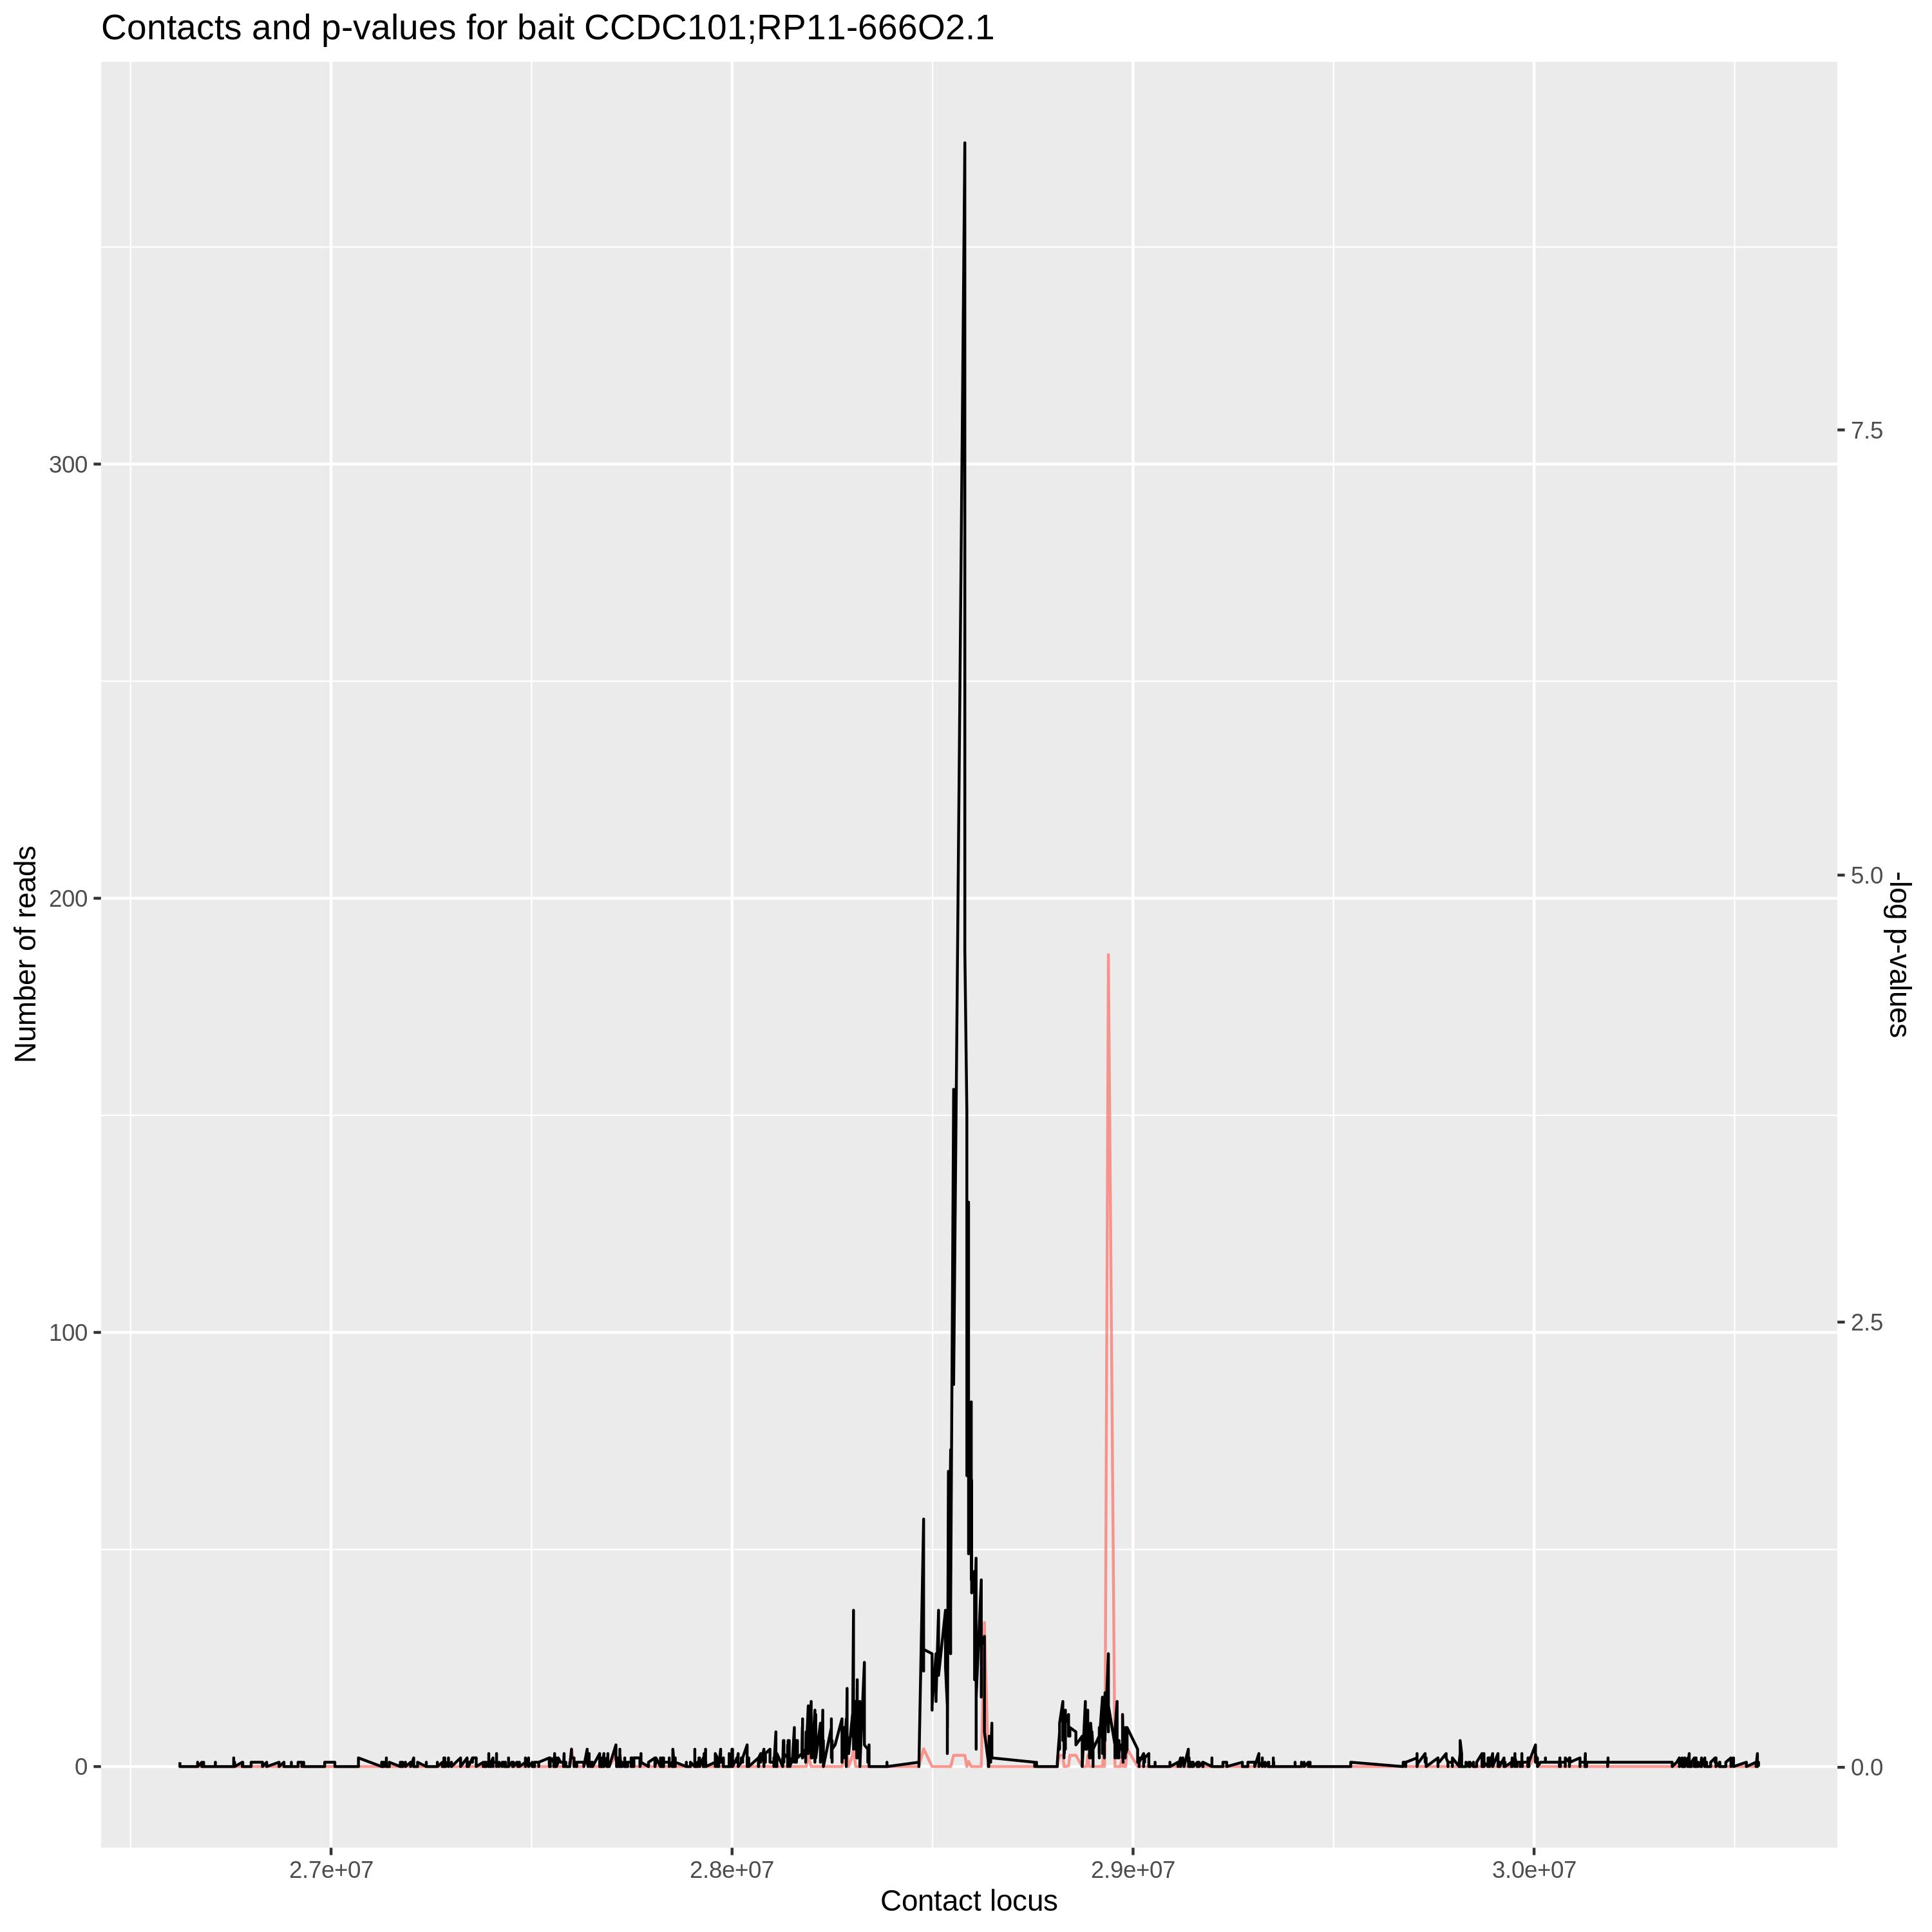 Contacts and p-values for bait CCDC101;RP11-666O2.1
Number of reads
300
200
100
0
7.5
5.0
2.5
0.0
-log p-values
2.7e+07
2.8e+07
2.9e+07
3.0e+07
Contact locus